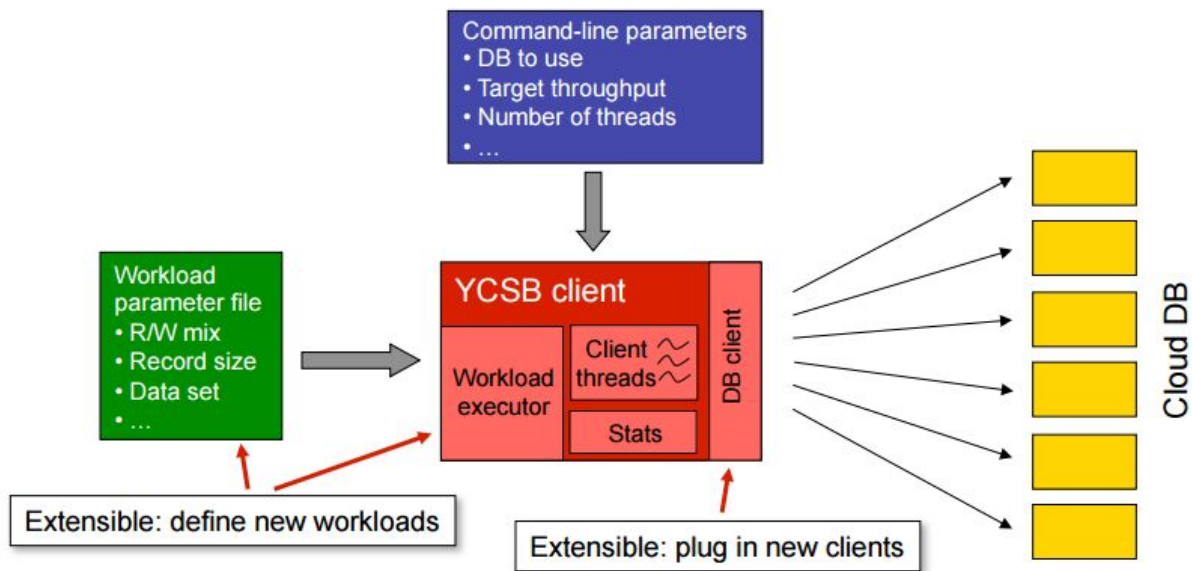 Command-line parameters
• DB to use
• Target throughput
• Number of threads
• ...
Workload
parameter file
• R/W mix
• Record size
• Data set
• ...
YCSB client
Workload
executor
Client
threads
Stats
DB client
Cloud DB
Extensible: define new workloads
Extensible: plug in new clients